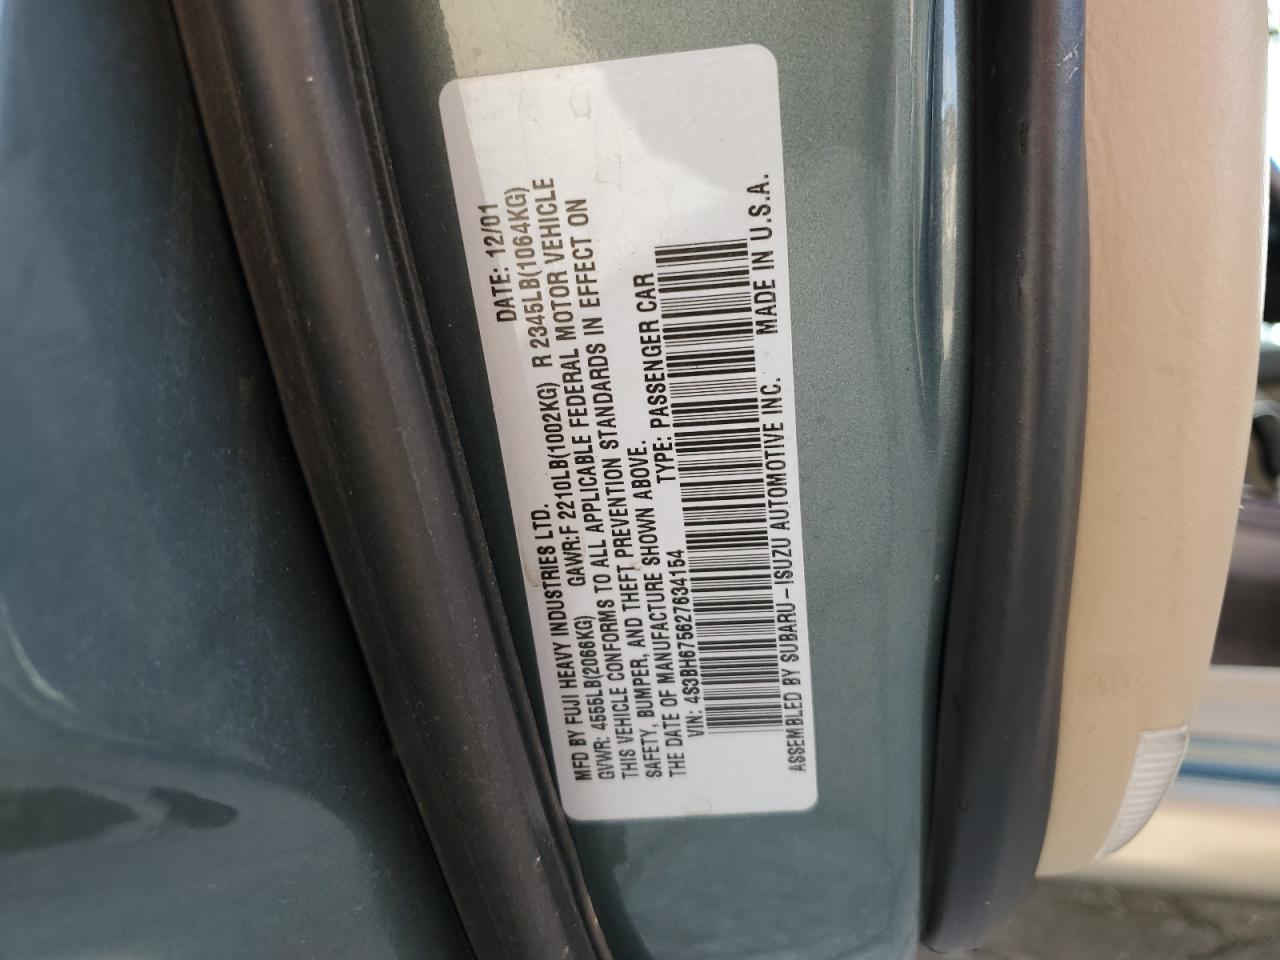 MFD BY FUJI HEAVY INDUSTRIES LTD. DATE: 12/01
GVWR: 4555LB(2066KG) GAWR:F 2210LB(1002KG) R 2345LB(1064KG)
THIS VEHICLE CONFORMS TO ALL APPLICABLE FEDERAL MOTOR VEHICLE
SAFETY, BUMPER, AND THEFT PREVENTION STANDARDS IN EFFECT ON
THE DATE OF MANUFACTURE SHOWN ABOVE.
VIN: 4S3BH675627634154 TYPE: PASSENGER CAR
ASSEMBLED BY SUBARU-ISUZU AUTOMOTIVE INC. MADE IN U.S.A.